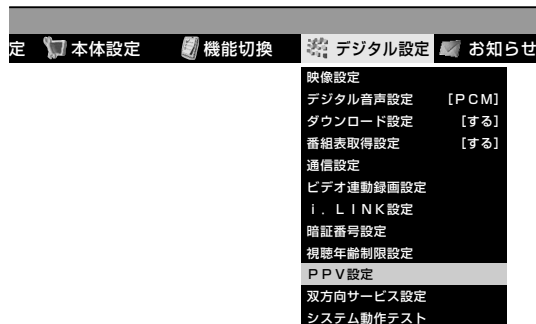 定 本体設定 機能切換 デジタル設定 お知らせ
映像設定
デジタル音声設定 [PCM]
ダウンロード設定 [する]
番組表取得設定 [する]
通信設定
ビデオ連動録画設定
i．LINK設定
暗証番号設定
視聴年齢制限設定
PPV設定
双方向サービス設定
システム動作テスト